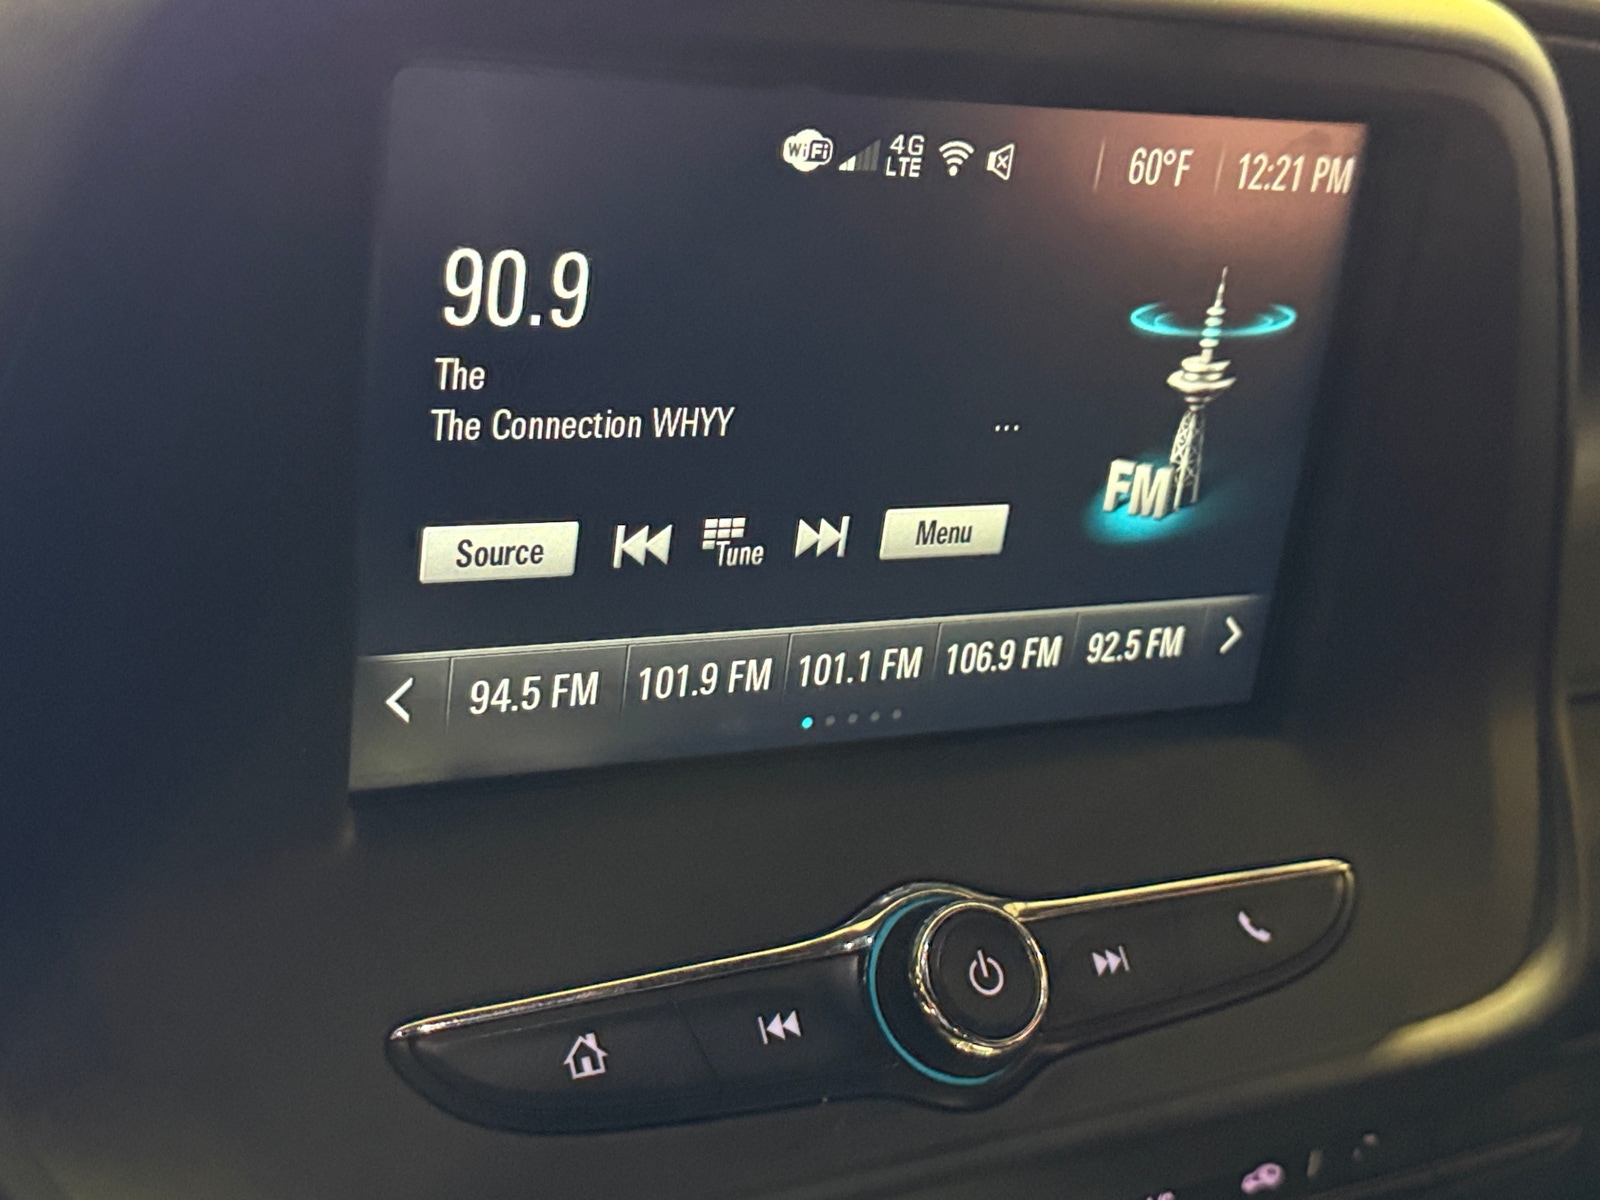 WiFi 4G LTE 60°F 12:21 PM
90.9
The
The Connection WHYY ...
FM
Source Tune Menu
94.5 FM 101.9 FM 101.1 FM 106.9 FM 92.5 FM